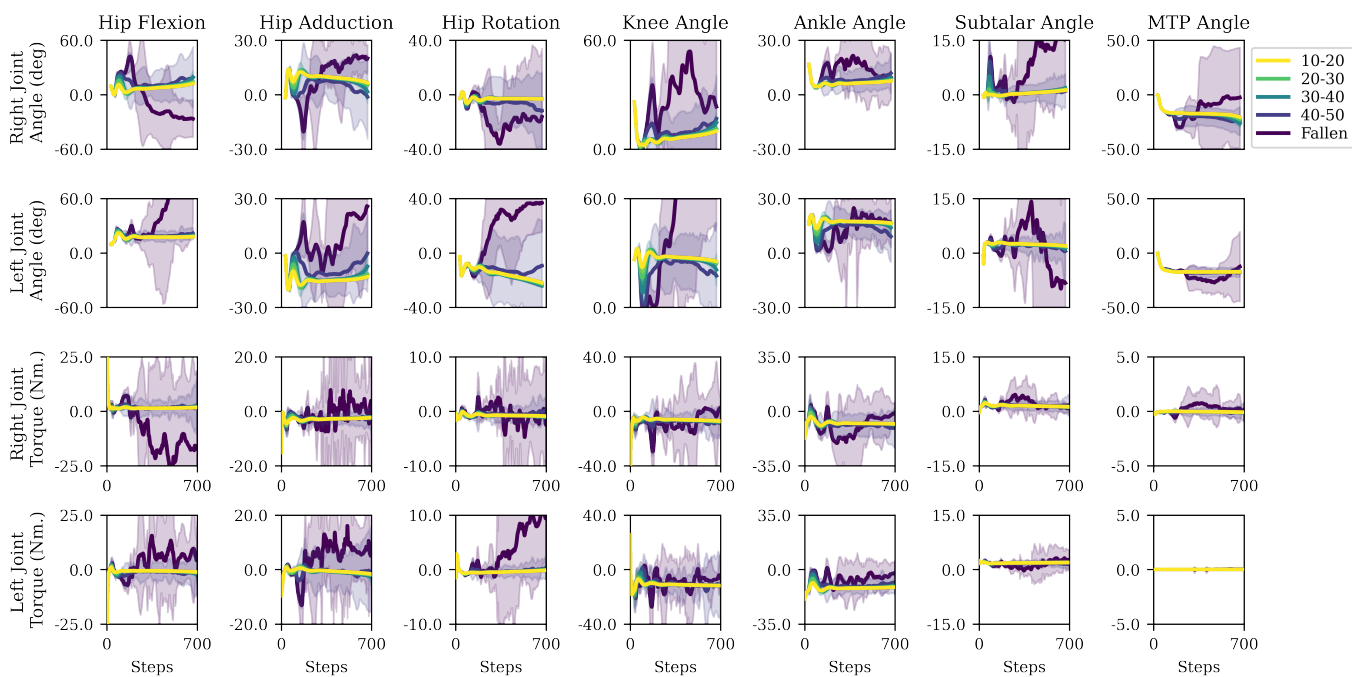 Hip Flexion Hip Adduction Hip Rotation Knee Angle Ankle Angle Subtalar Angle MTP Angle
Right Joint
Angle (deg)
60.0 30.0 40.0 60.0 30.0 15.0 50.0
0.0 0.0 0.0 0.0 0.0 0.0
-60.0 -30.0 -40.0 0.0 -30.0 -15.0 -50.0
10-20
20-30
30-40
40-50
Fallen
Left Joint
Angle (deg)
60.0 30.0 40.0 60.0 30.0 15.0 50.0
0.0 0.0 0.0 0.0 0.0 0.0
-60.0 -30.0 -40.0 0.0 -30.0 -15.0 -50.0
Right Joint
Torque (Nm.)
25.0 20.0 10.0 40.0 35.0 15.0 5.0
0.0 0.0 0.0 0.0 0.0 0.0 0.0
-25.0 -20.0 -10.0 -40.0 -35.0 -15.0 -5.0
0 700 0 700 0 700 0 700 0 700 0 700 0 700
Left Joint
Torque (Nm.)
25.0 20.0 10.0 40.0 35.0 15.0 5.0
0.0 0.0 0.0 0.0 0.0 0.0 0.0
-25.0 -20.0 -10.0 -40.0 -35.0 -15.0 -5.0
0 700 0 700 0 700 0 700 0 700 0 700 0 700
Steps Steps Steps Steps Steps Steps Steps